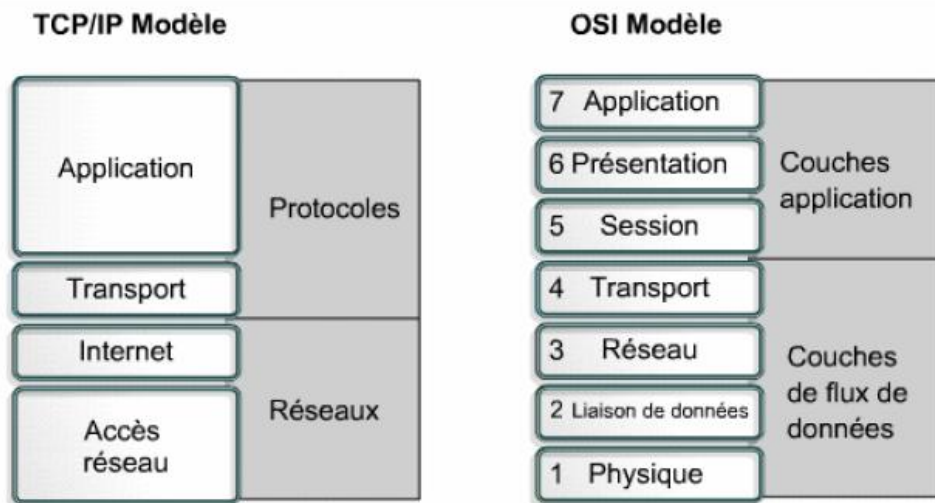 TCP/IP Modèle
Application
Transport
Internet
Accès
réseau
Protocoles
Réseaux
OSI Modèle
7 Application
6 Présentation
5 Session
4 Transport
3 Réseau
2 Liaison de données
1 Physique
Couches
application
Couches
de flux de
données